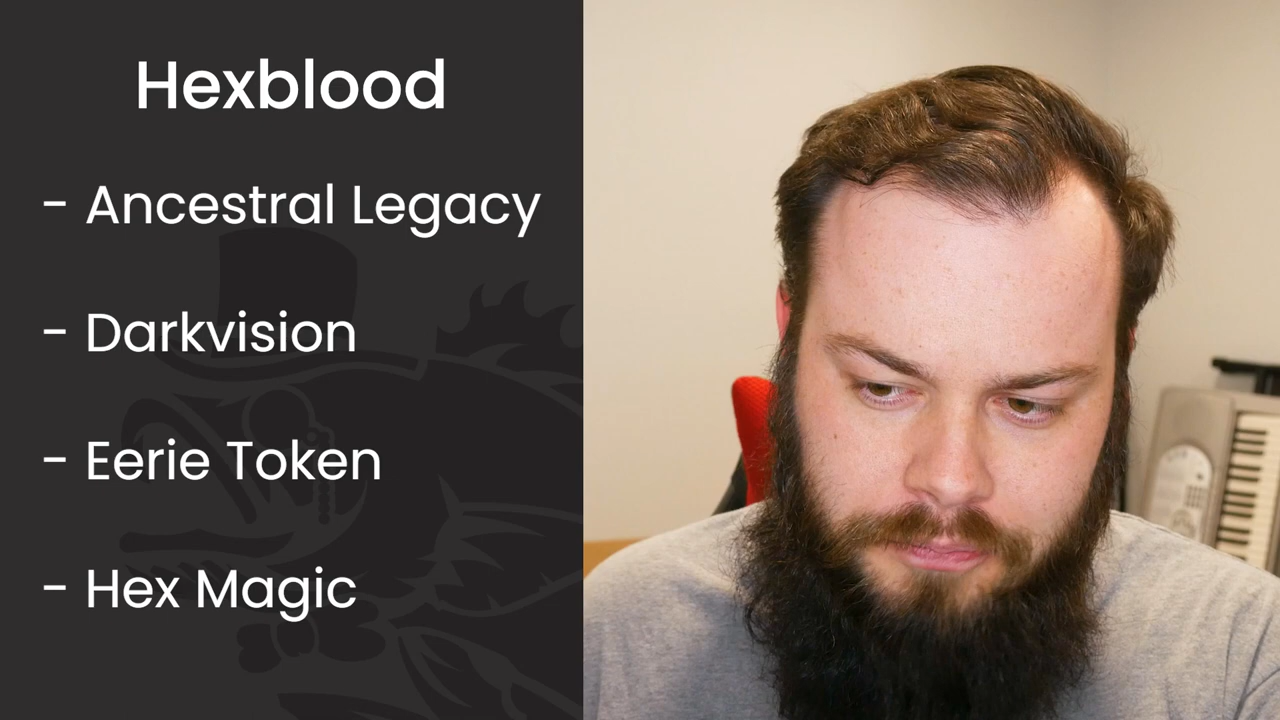 Hexblood
- Ancestral Legacy
- Darkvision
- Eerie Token
- Hex Magic